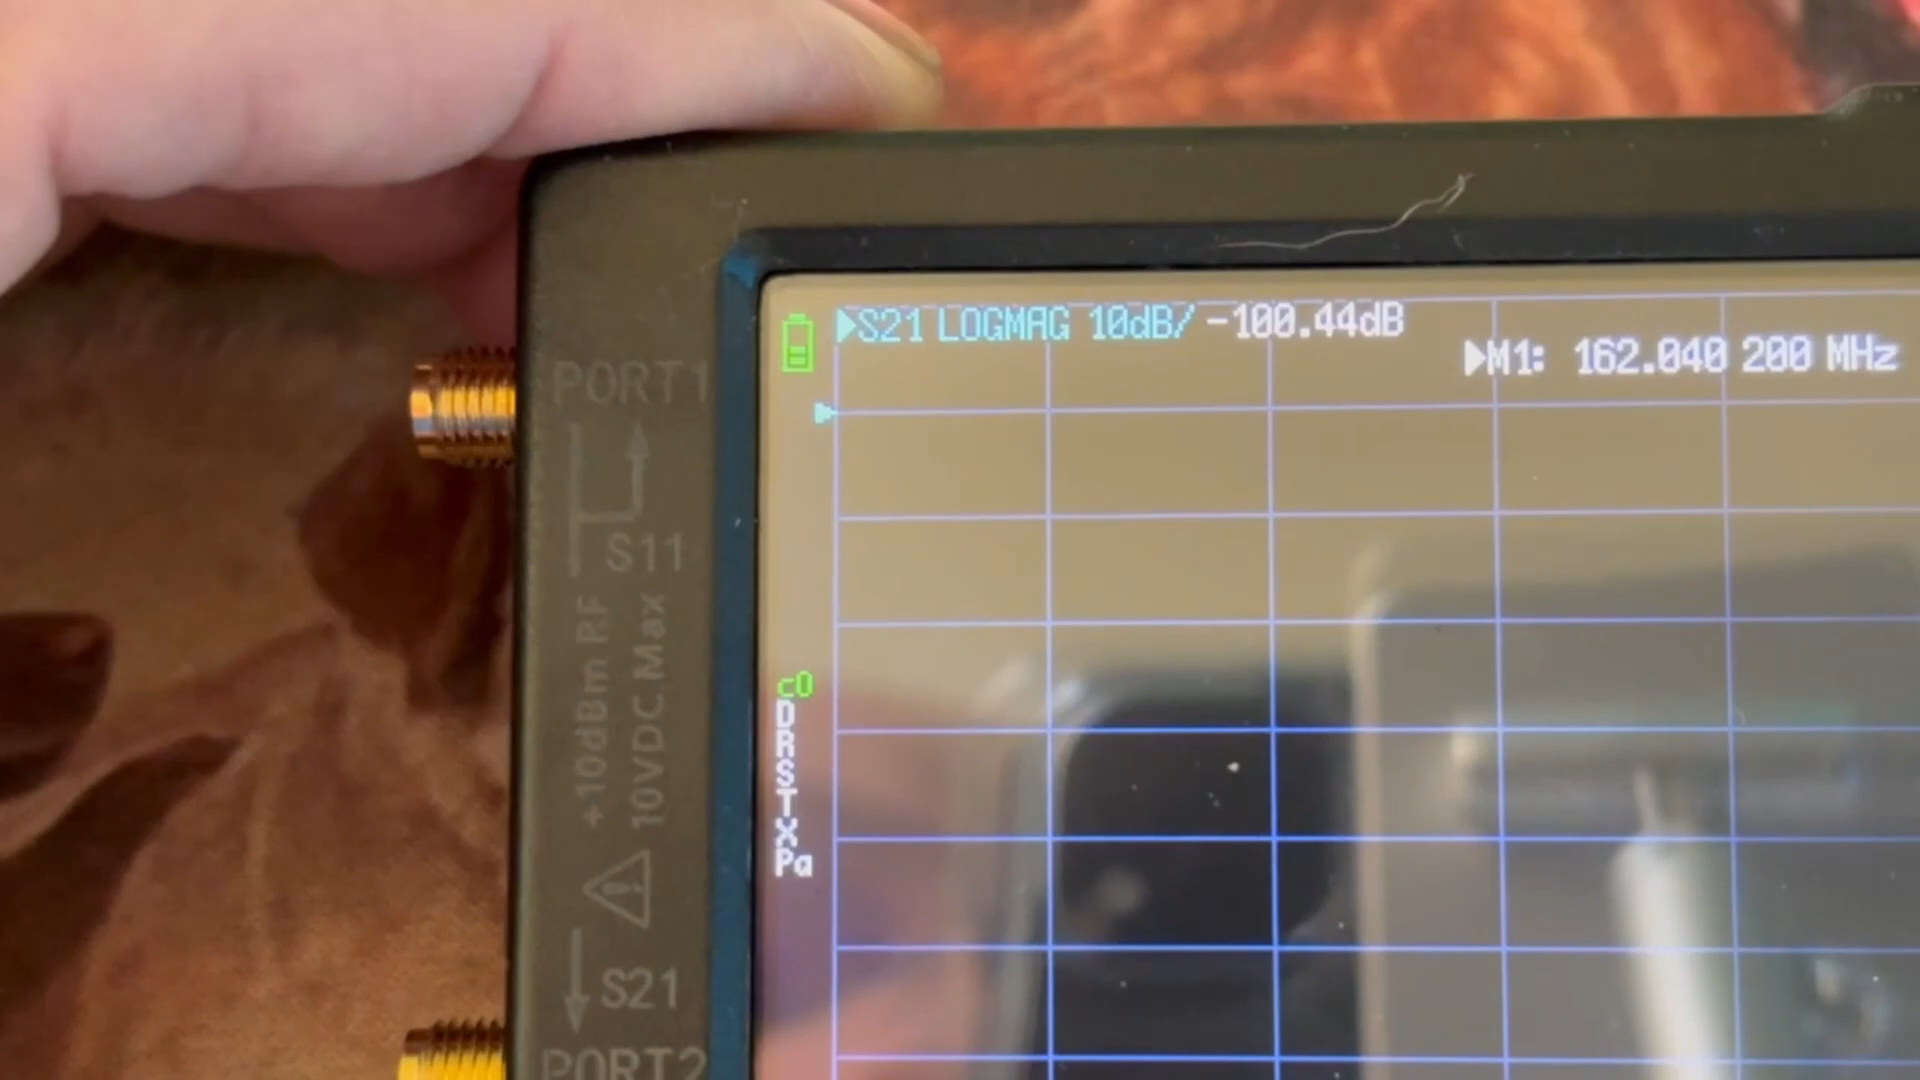 S21 LOGMAG 10dB/ -100.44dB
M1: 162.040 200 MHz
PORT1
S11
+10dBm RF
10VDC Max
c0
D
R
S
T
X
Pa
S21
PORT2